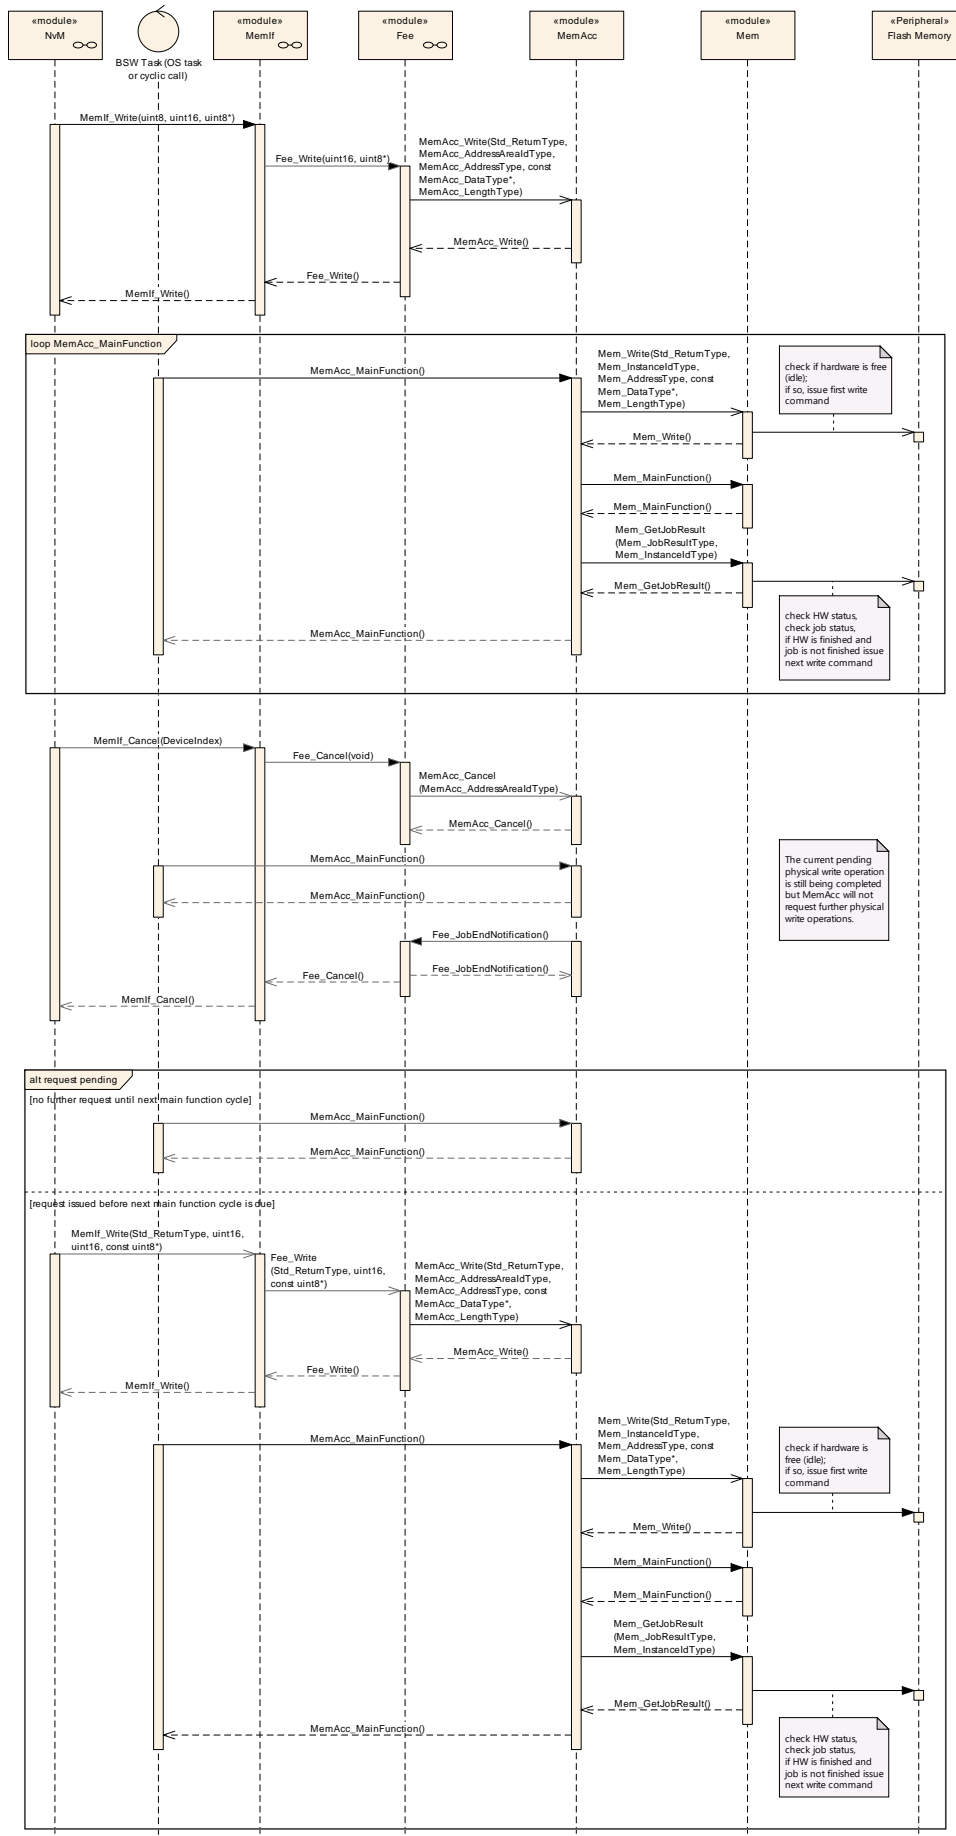 «module»
NvM
BSW Task (OS task
or cyclic call)
«module»
MemIf
«module»
Fee
«module»
MemAcc
«module»
Mem
«Peripheral»
Flash Memory
MemIf_Write(uint8, uint16, uint8*)
Fee_Write(uint16, uint8*)
MemAcc_Write(Std_ReturnType,
MemAcc_AddressAreaIdType,
MemAcc_AddressType, const
MemAcc_DataType*,
MemAcc_LengthType)
MemAcc_Write()
Fee_Write()
MemIf_Write()
loop MemAcc_MainFunction
MemAcc_MainFunction()
Mem_Write(Std_ReturnType,
Mem_InstanceIdType,
Mem_AddressType, const
Mem_DataType*,
Mem_LengthType)
check if hardware is free
(idle);
if so, issue first write
command
Mem_Write()
Mem_MainFunction()
Mem_MainFunction()
Mem_GetJobResult
(Mem_JobResultType,
Mem_InstanceIdType)
Mem_GetJobResult()
check HW status,
check job status,
if HW is finished and
job is not finished issue
next write command
MemAcc_MainFunction()
MemIf_Cancel(DeviceIndex)
Fee_Cancel(void)
MemAcc_Cancel
(MemAcc_AddressAreaIdType)
MemAcc_Cancel()
MemAcc_MainFunction()
MemAcc_MainFunction()
The current pending
physical write operation
is still being completed
but MemAcc will not
request further physical
write operations.
Fee_JobEndNotification()
Fee_JobEndNotification()
Fee_Cancel()
MemIf_Cancel()
alt request pending
[no further request until next main function cycle]
MemAcc_MainFunction()
MemAcc_MainFunction()
[request issued before next main function cycle is due]
MemIf_Write(Std_ReturnType, uint16,
uint16, const uint8*)
Fee_Write
(Std_ReturnType, uint16,
const uint8*)
MemAcc_Write(Std_ReturnType,
MemAcc_AddressAreaIdType,
MemAcc_AddressType, const
MemAcc_DataType*,
MemAcc_LengthType)
MemAcc_Write()
Fee_Write()
MemIf_Write()
MemAcc_MainFunction()
Mem_Write(Std_ReturnType,
Mem_InstanceIdType,
Mem_AddressType, const
Mem_DataType*,
Mem_LengthType)
check if hardware is
free (idle);
if so, issue first write
command
Mem_Write()
Mem_MainFunction()
Mem_MainFunction()
Mem_GetJobResult
(Mem_JobResultType,
Mem_InstanceIdType)
Mem_GetJobResult()
MemAcc_MainFunction()
check HW status,
check job status,
if HW is finished and
job is not finished issue
next write command